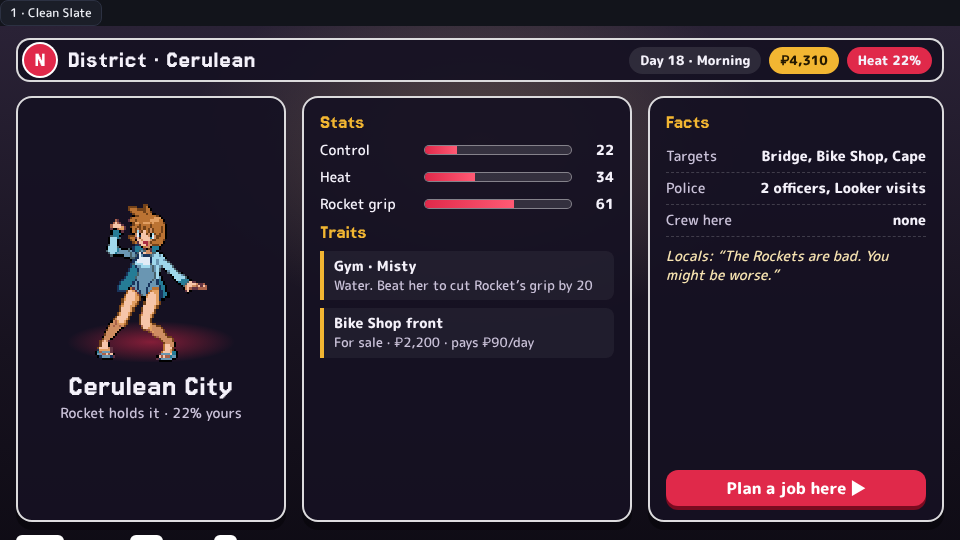 1 · Clean Slate
N
District · Cerulean
Day 18 · Morning
₽4,310
Heat 22%
Cerulean City
Rocket holds it · 22% yours
Stats
Control 22
Heat 34
Rocket grip 61
Traits
Gym · Misty
Water. Beat her to cut Rocket’s grip by 20
Bike Shop front
For sale · ₽2,200 · pays ₽90/day
Facts
Targets Bridge, Bike Shop, Cape
Police 2 officers, Looker visits
Crew here none
Locals: “The Rockets are bad. You
might be worse.”
Plan a job here ▶